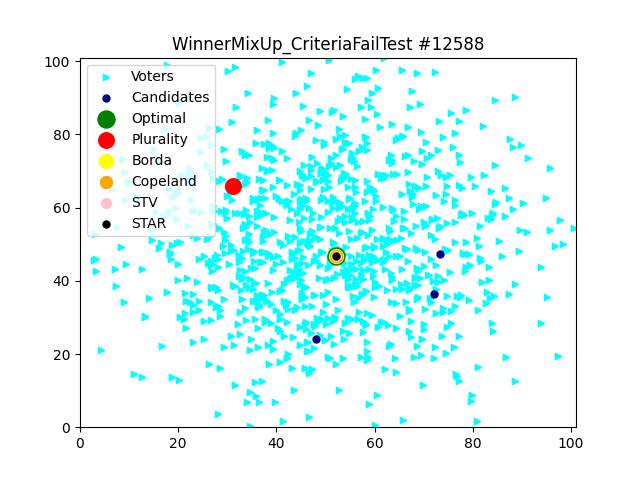 WinnerMixUp_CriteriaFailTest #12588
Voters
Candidates
Optimal
Plurality
Borda
Copeland
STV
STAR
100
80
60
40
20
0
0 20 40 60 80 100